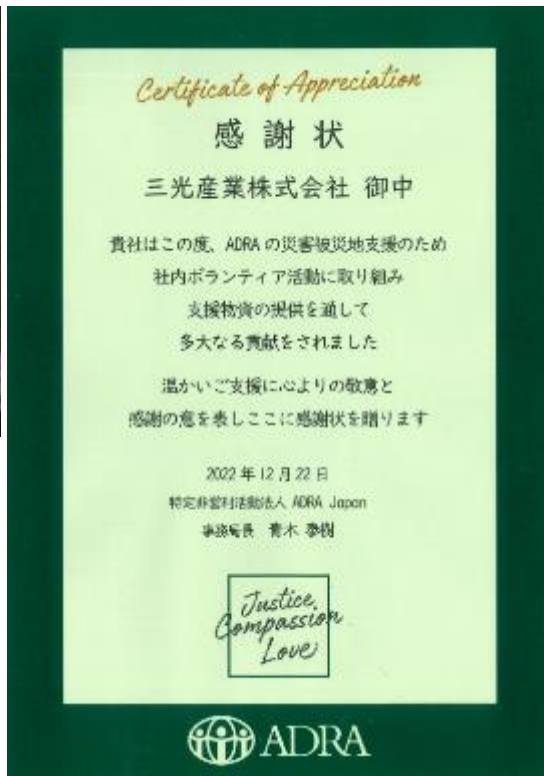 Certificate of Appreciation
感謝状
三光産業株式会社 御中
貴社はこの度、ADRAの災害被災地支援のため
社内ボランティア活動に取り組み
支援物資の提供を通して
多大なる貢献をされました
温かいご支援に心よりの敬意と
感謝の意を表しここに感謝状を贈ります
2022年12月22日
特定非営利活動法人 ADRA Japan
事務局長 青木 泰樹
Justice
Compassion
Love
ADRA